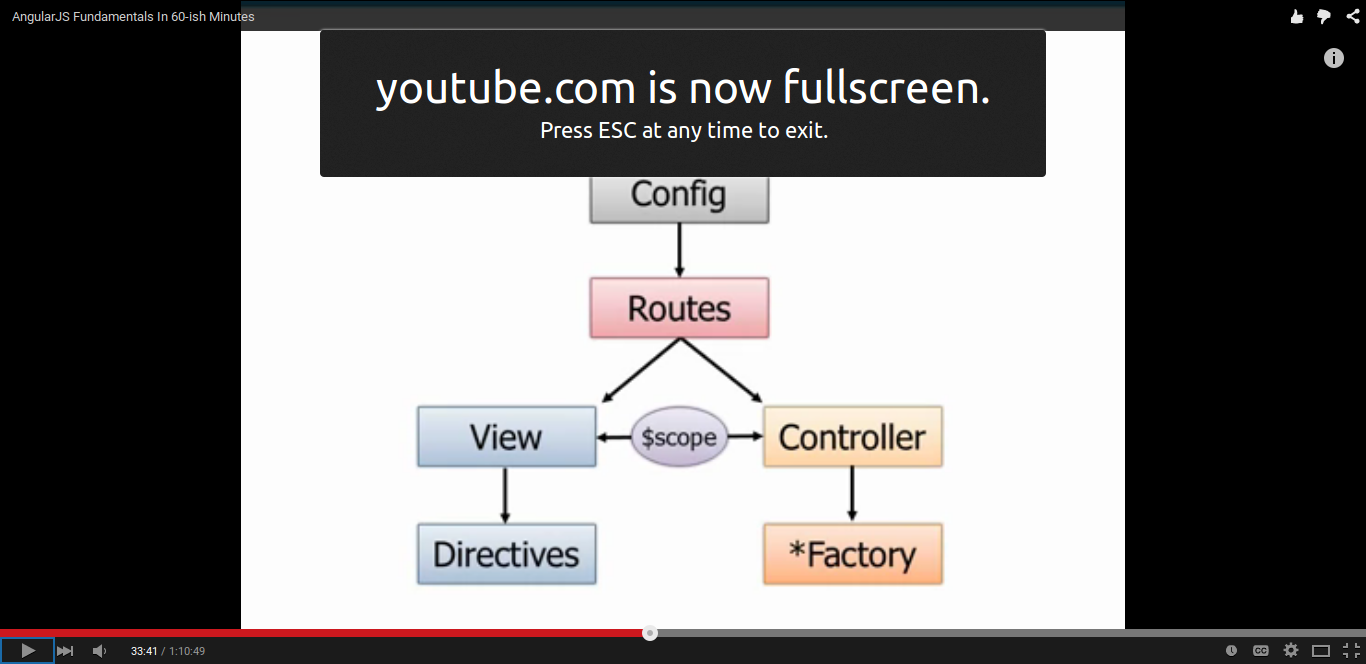 AngularJS Fundamentals In 60-ish Minutes
youtube.com is now fullscreen.
Press ESC at any time to exit.
Config
Routes
View
$scope
Controller
Directives
*Factory
33:41 / 1:10:49
CC